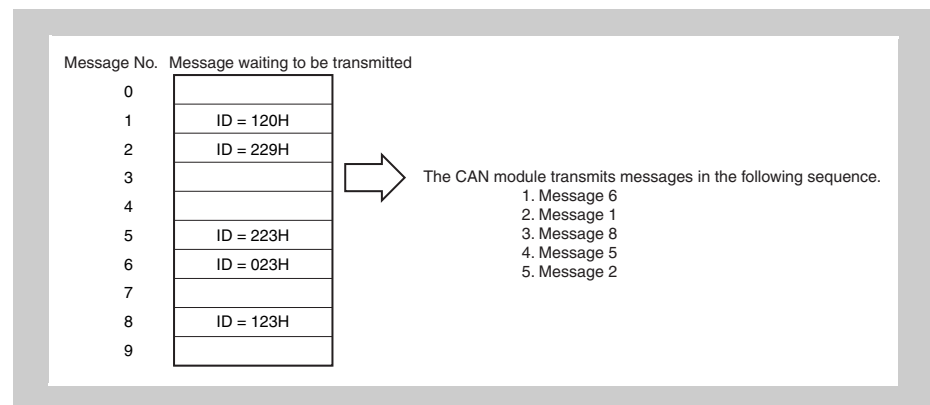 Message No. Message waiting to be transmitted
0
1 ID = 120H
2 ID = 229H
3
4
5 ID = 223H
6 ID = 023H
7
8 ID = 123H
9
The CAN module transmits messages in the following sequence.
1. Message 6
2. Message 1
3. Message 8
4. Message 5
5. Message 2